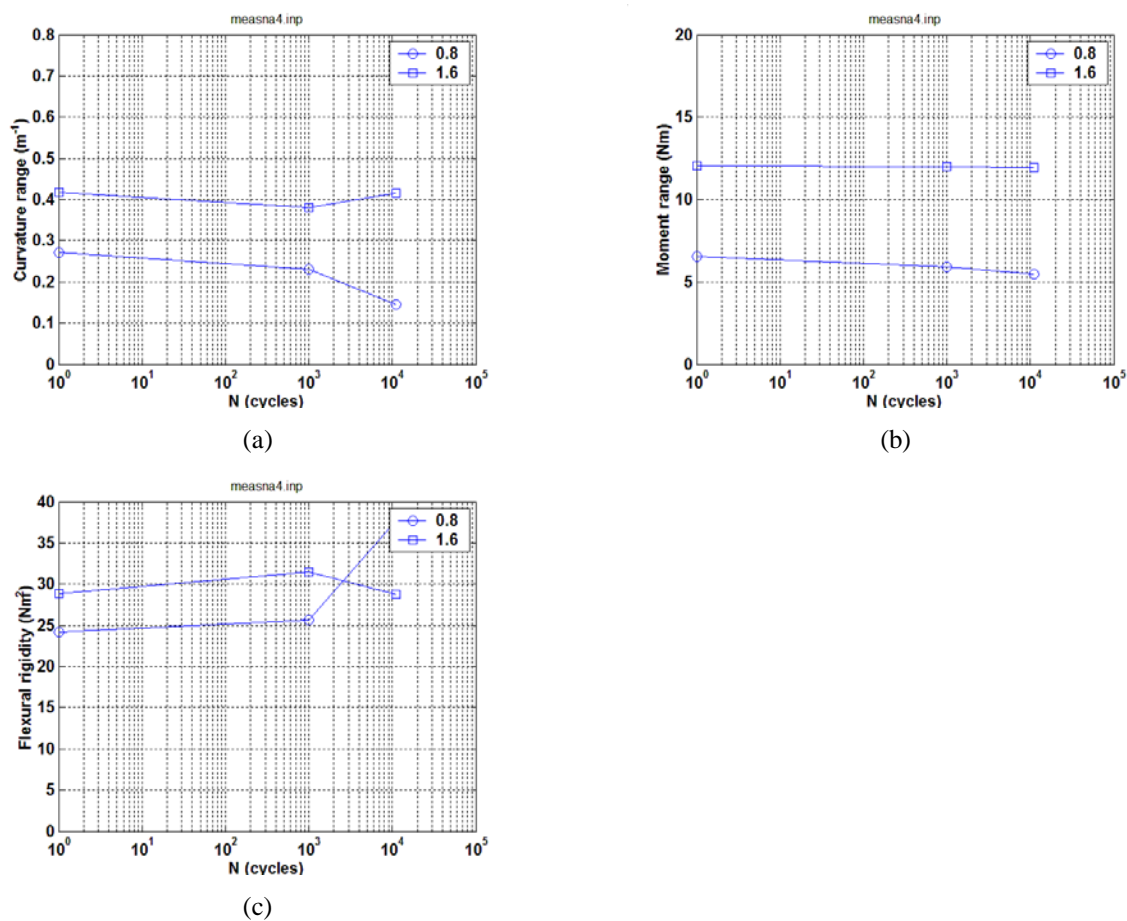 measna4.inp
0.8
1.6
0.8
0.7
0.6
0.5
0.4
0.3
0.2
0.1
0
Curvature range (m⁻¹)
10⁰ 10¹ 10² 10³ 10⁴ 10⁵
N (cycles)
(a)
measna4.inp
0.8
1.6
20
15
10
5
0
Moment range (Nm)
10⁰ 10¹ 10² 10³ 10⁴ 10⁵
N (cycles)
(b)
measna4.inp
0.8
1.6
40
35
30
25
20
15
10
5
0
Flexural rigidity (Nm²)
10⁰ 10¹ 10² 10³ 10⁴ 10⁵
N (cycles)
(c)